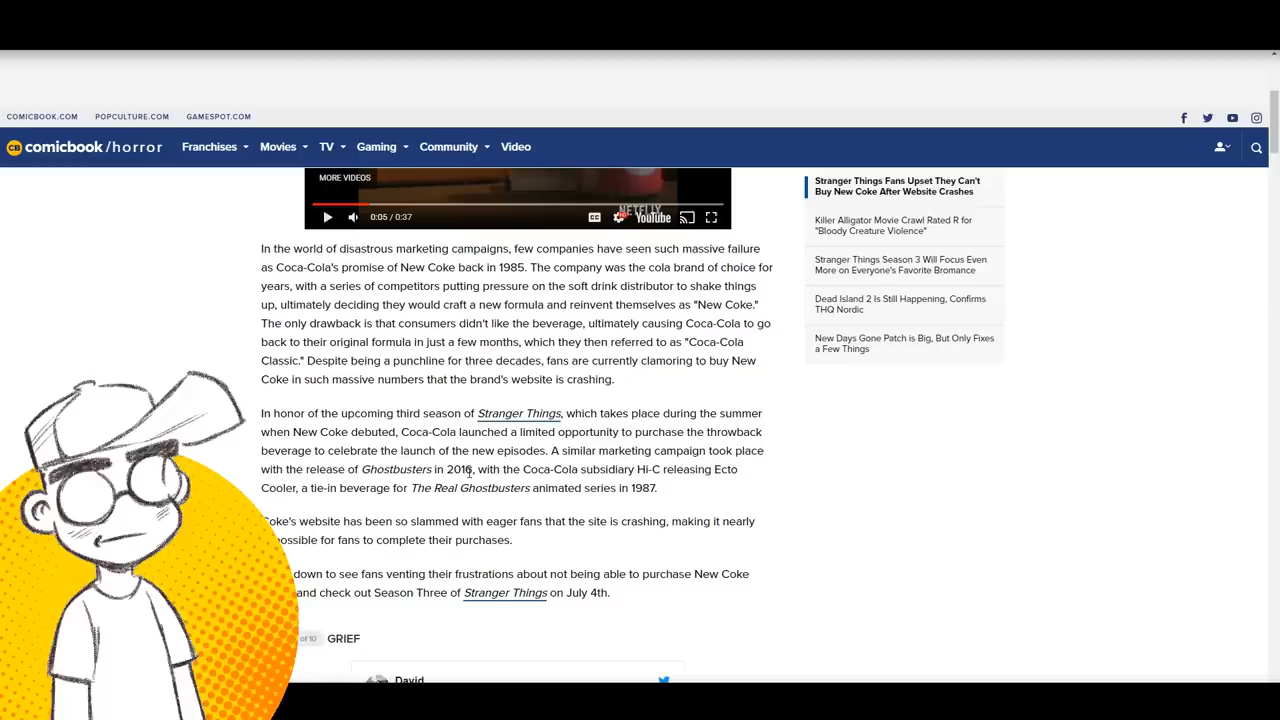 COMICBOOK.COM POPCULTURE.COM GAMESPOT.COM
comicbook/horror Franchises Movies TV Gaming Community Video
MORE VIDEOS
NETFLIX
0:05 / 0:37 CC HD YouTube
In the world of disastrous marketing campaigns, few companies have seen such massive failure
as Coca-Cola's promise of New Coke back in 1985. The company was the cola brand of choice for
years, with a series of competitors putting pressure on the soft drink distributor to shake things
up, ultimately deciding they would craft a new formula and reinvent themselves as "New Coke."
The only drawback is that consumers didn't like the beverage, ultimately causing Coca-Cola to go
back to their original formula in just a few months, which they then referred to as "Coca-Cola
Classic." Despite being a punchline for three decades, fans are currently clamoring to buy New
Coke in such massive numbers that the brand's website is crashing.
In honor of the upcoming third season of Stranger Things, which takes place during the summer
when New Coke debuted, Coca-Cola launched a limited opportunity to purchase the throwback
beverage to celebrate the launch of the new episodes. A similar marketing campaign took place
with the release of Ghostbusters in 2016, with the Coca-Cola subsidiary Hi-C releasing Ecto
Cooler, a tie-in beverage for The Real Ghostbusters animated series in 1987.
Coke's website has been so slammed with eager fans that the site is crashing, making it nearly
possible for fans to complete their purchases.
down to see fans venting their frustrations about not being able to purchase New Coke
and check out Season Three of Stranger Things on July 4th.
of 10 GRIEF
David
Stranger Things Fans Upset They Can't
Buy New Coke After Website Crashes
Killer Alligator Movie Crawl Rated R for
"Bloody Creature Violence"
Stranger Things Season 3 Will Focus Even
More on Everyone's Favorite Bromance
Dead Island 2 Is Still Happening, Confirms
THQ Nordic
New Days Gone Patch is Big, But Only Fixes
a Few Things